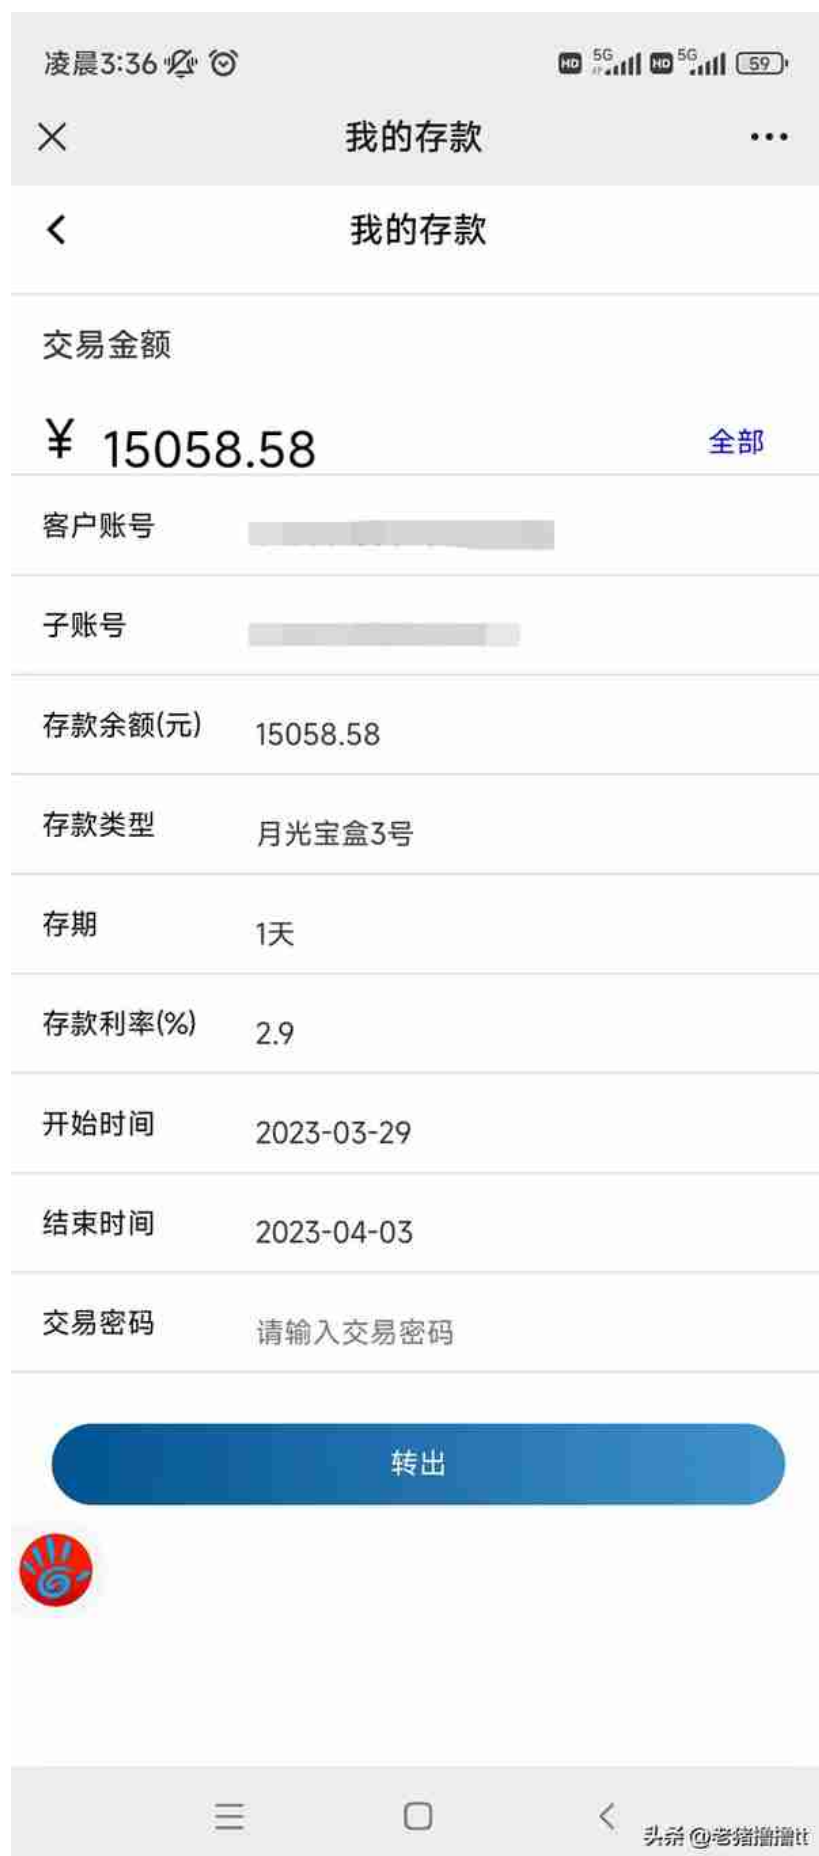 凌晨3:36 HD 5G HD 5G 59
我的存款
我的存款
交易金额
¥ 15058.58 全部
客户账号
子账号
存款余额(元) 15058.58
存款类型 月光宝盒3号
存期 1天
存款利率(%) 2.9
开始时间 2023-03-29
结束时间 2023-04-03
交易密码 请输入交易密码
转出
头条 @老猪撸撸tt